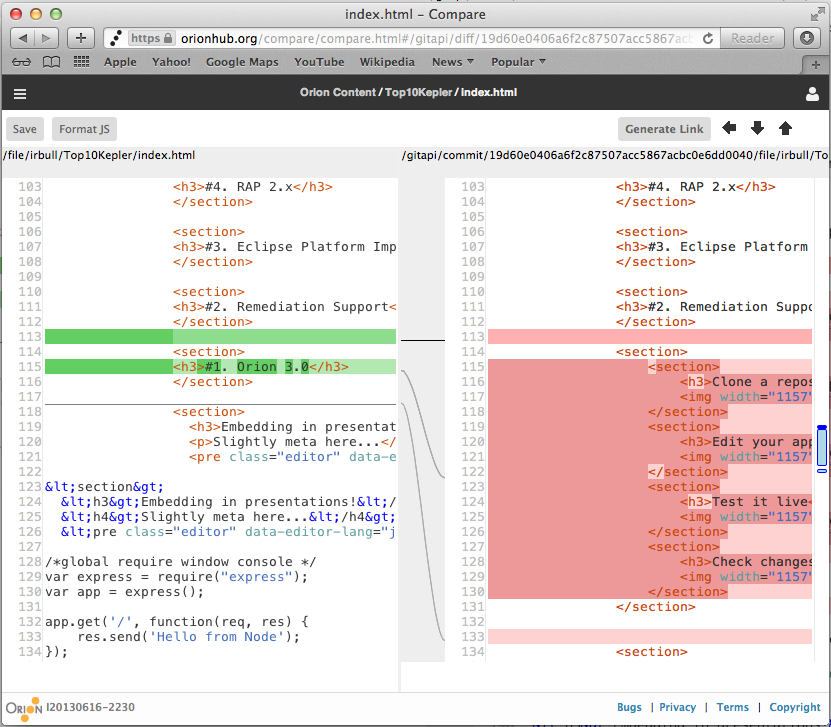 index.html - Compare
https orionhub.org/compare/compare.html#/gitapi/diff/19d60e0406a6f2c87507acc5867ac Reader
Apple Yahoo! Google Maps YouTube Wikipedia News Popular
Orion Content / Top10Kepler / index.html
Save Format JS Generate Link
/file/irbull/Top10Kepler/index.html
103 <h3>#4. RAP 2.x</h3>
104 </section>
105
106 <section>
107 <h3>#3. Eclipse Platform Imp
108 </section>
109
110 <section>
111 <h3>#2. Remediation Support<
112 </section>
113
114 <section>
115 <h3>#1. Orion 3.0</h3>
116 </section>
117
118 <section>
119 <h3>Embedding in presentat
120 <p>Slightly meta here...</
121 <pre class="editor" data-e
122
123 &lt;section&gt;
124 &lt;h3&gt;Embedding in presentations!&lt;/
125 &lt;h4&gt;Slightly meta here...&lt;/h4&gt;
126 &lt;pre class="editor" data-editor-lang="j
127
128 /*global require window console */
129 var express = require("express");
130 var app = express();
131
132 app.get('/', function(req, res) {
133 res.send('Hello from Node');
134 });
/gitapi/commit/19d60e0406a6f2c87507acc5867acbc0e6dd0040/file/irbull/To
103 <h3>#4. RAP 2.x</h3>
104 </section>
105
106 <section>
107 <h3>#3. Eclipse Platform
108 </section>
109
110 <section>
111 <h3>#2. Remediation Suppo
112 </section>
113
114 <section>
115 <section>
116 <h3>Clone a repos
117 <img width="1157"
118 </section>
119 <section>
120 <h3>Edit your app
121 <img width="1157"
122 </section>
123 <section>
124 <h3>Test it live<
125 <img width="1157"
126 </section>
127 <section>
128 <h3>Check changes
129 <img width="1157"
130 </section>
131 </section>
132
133
134 <section>
ORION I20130616-2230 Bugs | Privacy | Terms | Copyright